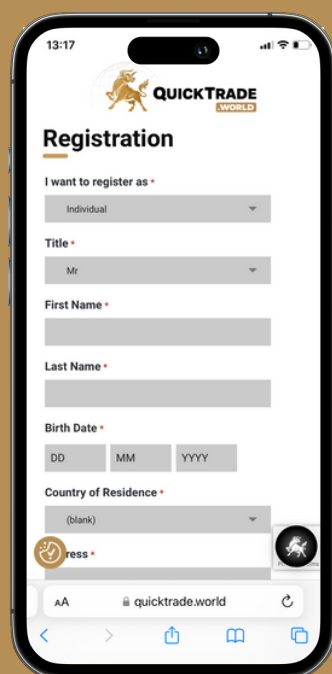 13:17
QUICKTRADE
.WORLD
Registration
I want to register as *
Individual
Title *
Mr
First Name *
Last Name *
Birth Date *
DD MM YYYY
Country of Residence *
(blank)
ress *
AA quicktrade.world